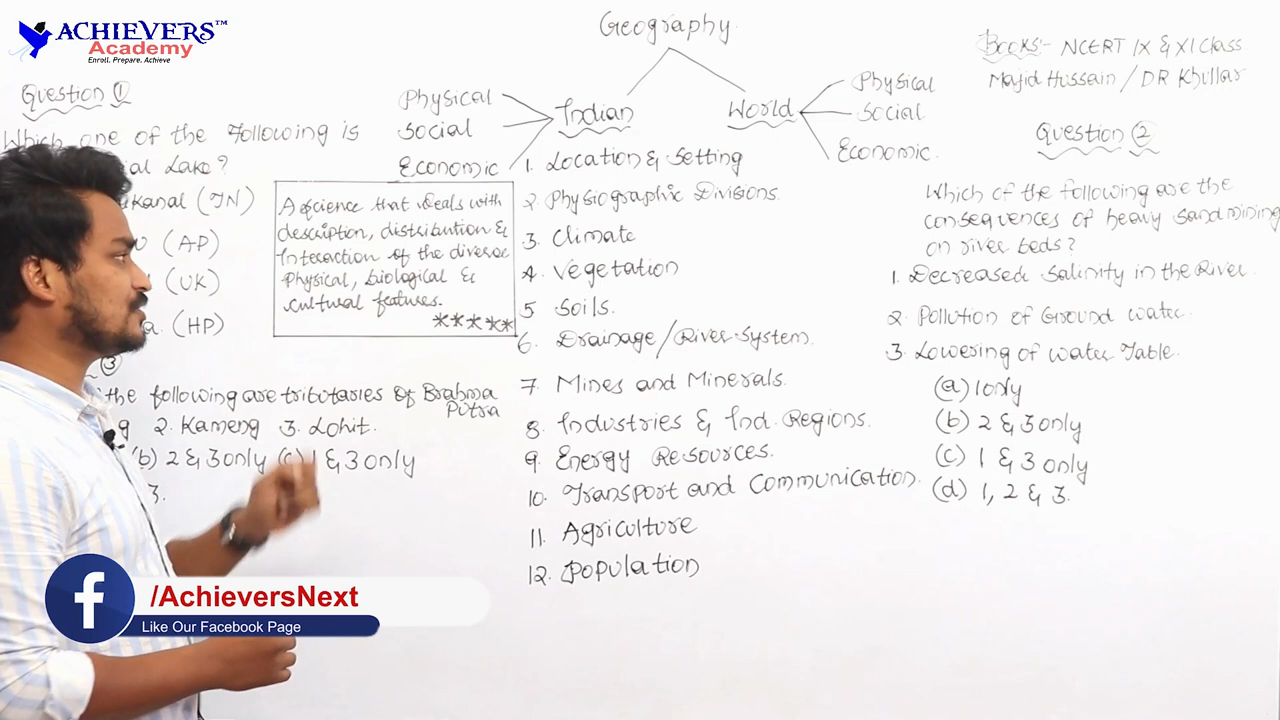 ACHIEVERS™
Academy
Enroll. Prepare. Achieve
Geography.
Books:- NCERT IX & XI Class
Majid Hussain / DR Khullar
Physical
Social
Economic
Indian
World
Physical
Social
Economic.
Question ①
Which one of the following is
al Lake?
(TN)
(AP)
(UK)
(HP)
A science that deals with
description, distribution &
Interaction of the diverse
Physical, biological &
cultural features.
*****
③
the following are tributaries of Brahma
Putra
g 2. Kameng 3. Lohit.
(b) 2 & 3 only (c) 1 & 3 only
3.
1. Location & Setting
2. Physiographic Divisions.
3. Climate
4. Vegetation
5 Soils.
6. Drainage/River System.
7. Mines and Minerals.
8. Industries & Ind. Regions.
9. Energy Resources.
10. Transport and Communication.
11. Agriculture
12. Population
Question ②
Which of the following are the
consequences of heavy sand mining
on river beds?
1. Decreased Salinity in the River.
2. Pollution of Ground water.
3. Lowering of water Table.
(a) 1 only
(b) 2 & 3 only
(c) 1 & 3 only
(d) 1, 2 & 3.
f /AchieversNext
Like Our Facebook Page